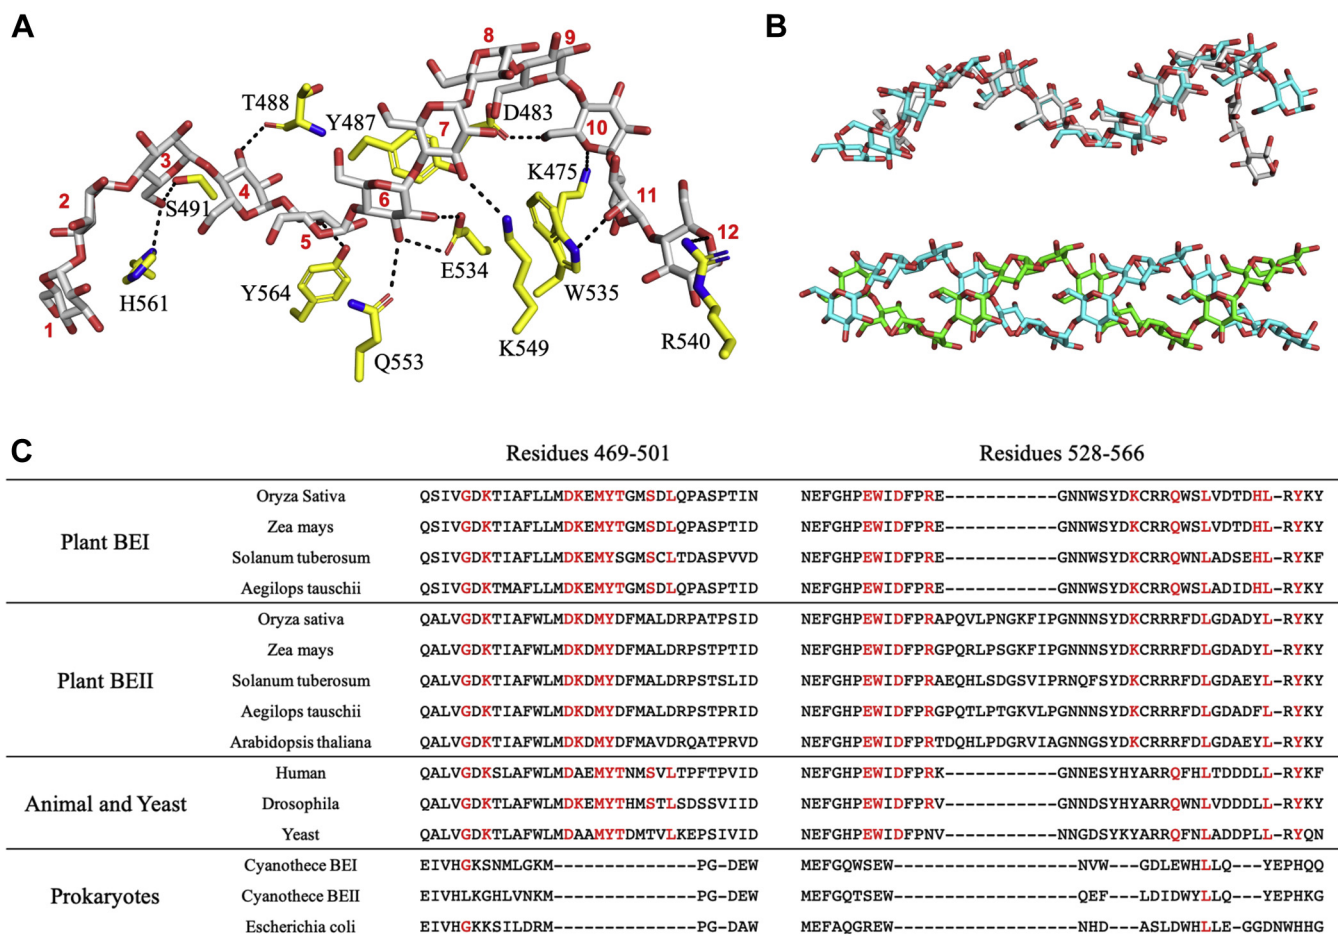 A
B
8
9
T488
Y487
D483
7
10
3
K475
2
S491
4
6
11
5
12
E534
H561
Y564
W535
1
Q553
K549
R540
C
Residues 469-501 Residues 528-566
Plant BEI
Oryza Sativa QSIVGDKTIAFLLMDKEMYTGMSDLQPASPTIN NEFGHPEWIDFPRE-----------GNNWSYDKCRRQWSLVDTDHL-RYKY
Zea mays QSIVGDKTIAFLLMDKEMYTGMSDLQPASPTID NEFGHPEWIDFPRE-----------GNNWSYDKCRRQWSLVDTDHL-RYKY
Solanum tuberosum QSIVGDKTIAFLLMDKEMYSGMSCLTDASPVVD NEFGHPEWIDFPRE-----------GNNWSYDKCRRQWNLADSEHL-RYKF
Aegilops tauschii QSIVGDKTMAFLLMDKEMYTGMSDLQPASPTID NEFGHPEWIDFPRE-----------GNNWSYDKCRRQWSLADIDHL-RYKY
Plant BEII
Oryza sativa QALVGDKTIAFWLMDKDMYDFMALDRPATPSID NEFGHPEWIDFPRAPQVLPNGKFIPGNNNSYDKCRRRFDLGDADYL-RYKY
Zea mays QALVGDKTIAFWLMDKDMYDFMALDRPSTPTID NEFGHPEWIDFPRGPQRLPSGKFIPGNNNSYDKCRRRFDLGDADYL-RYKY
Solanum tuberosum QALVGDKTIAFWLMDKDMYDFMALDRPSTSLID NEFGHPEWIDFPRAEQHLSDGSVIPRNQFSYDKCRRRFDLGDAEYL-RYKY
Aegilops tauschii QALVGDKTIAFWLMDKDMYDFMALDRPSTPRID NEFGHPEWIDFPRGPQTLPTGKVLPGNNNSYDKCRRRFDLGDADFL-RYKY
Arabidopsis thaliana QALVGDKTIAFWLMDKDMYDFMAVDRQATPRVD NEFGHPEWIDFPRTDQHLPDGRVIAGNNGSYDKCRRRFDLGDAEYL-RYKY
Animal and Yeast
Human QALVGDKSLAFWLMDAEMYTNMSVLTPFTPVID NEFGHPEWIDFPRK-----------GNNESYHYARRQFHLTDDDLL-RYKF
Drosophila QALVGDKTLAFWLMDKEMYTHMSTLSDSSVIID NEFGHPEWIDFPRV-----------GNNDSYHYARRQWNLVDDDLL-RYKY
Yeast QALVGDKTLAFWLMDAAMYTDMTVLKEPSIVID NEFGHPEWIDFPNV-----------NNGDSYKYARRQFNLADDPLL-RYQN
Prokaryotes
Cyanothece BEI EIVHGKSNMLGKM--------------PG-DEW MEFGQWSEW------------------NVW---GDLEWHLLQ---YEPHQQ
Cyanothece BEII EIVHLKGHLVNKM--------------PG-DEW MEFGQTSEW------------------QEF---LDIDWYLLQ---YEPHKG
Escherichia coli EIVHGKKSILDRM--------------PG-DAW MEFAQGREW------------------NHD---ASLDWHLLE-GGDNWHHG